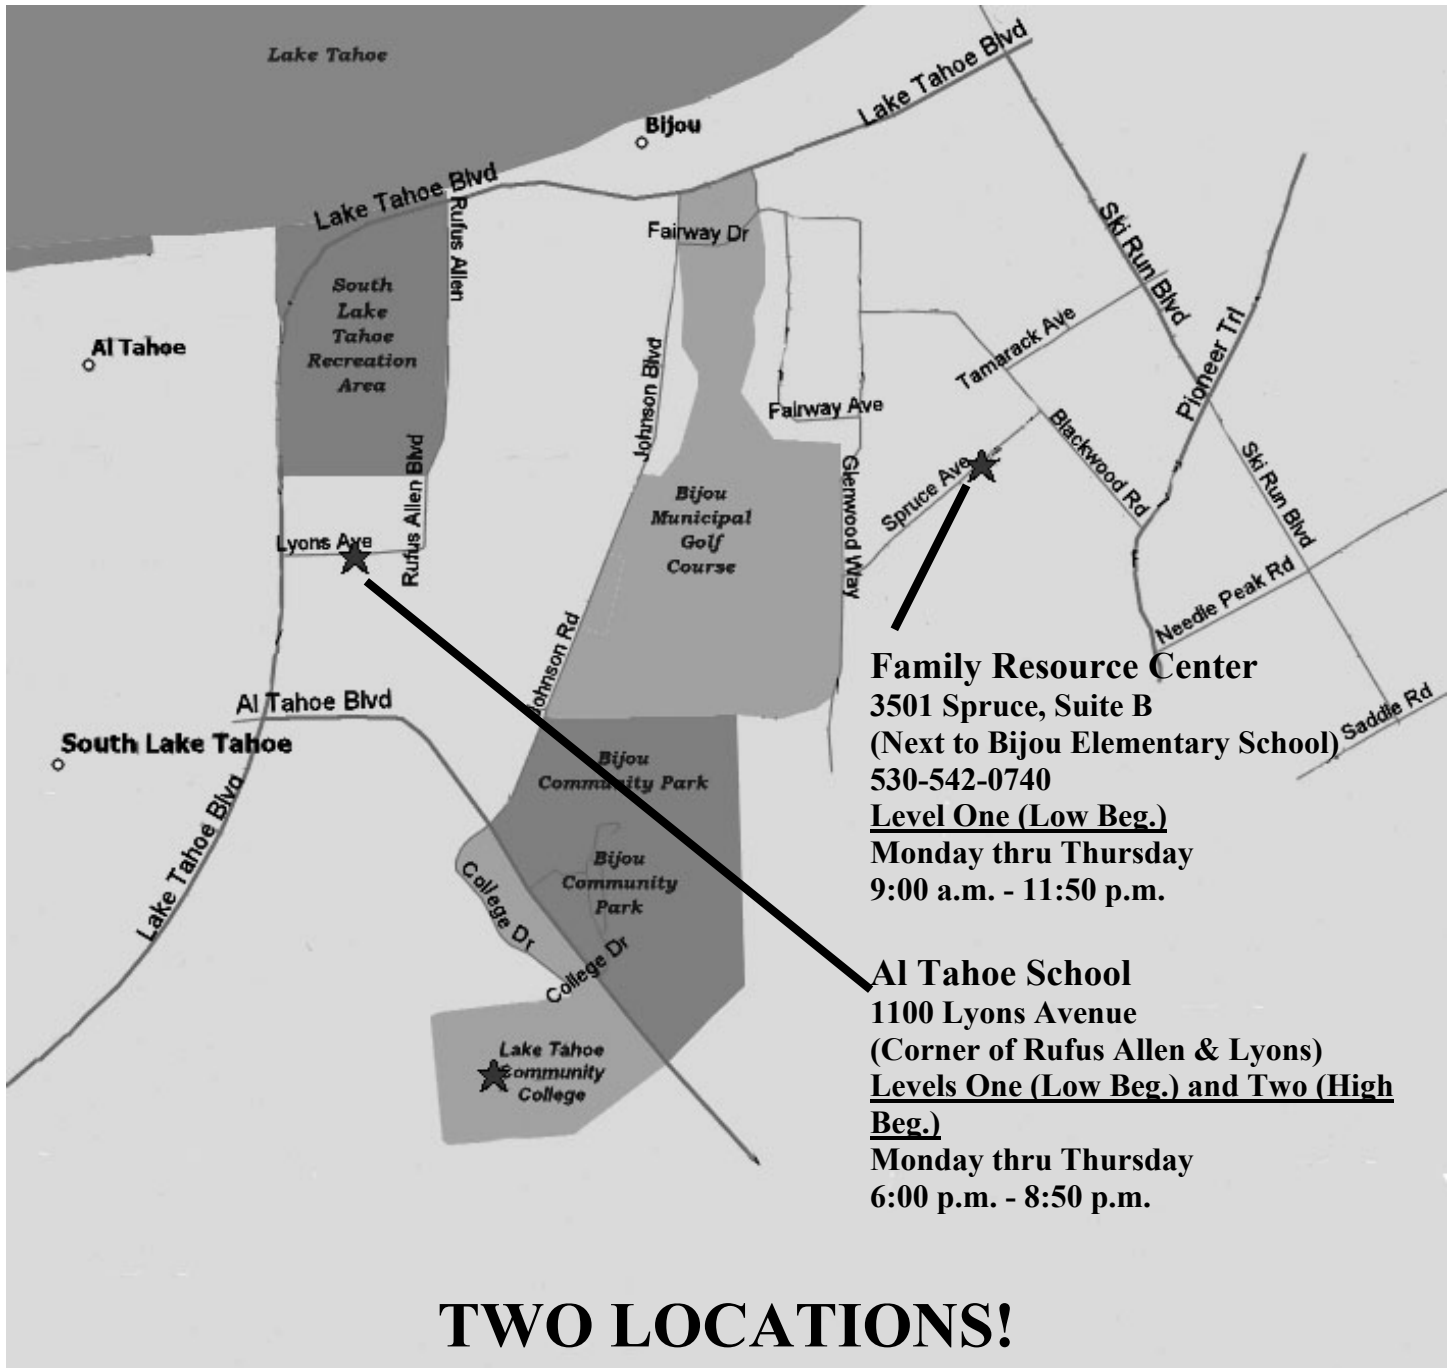 Lake Tahoe
Lake Tahoe Blvd
Bijou
Lake Tahoe Blvd
Rufus Allen
Fairway Dr
Ski Run Blvd
South
Lake
Tahoe
Recreation
Area
Al Tahoe
Johnson Blvd
Tamarack Ave
Pioneer Trl
Fairway Ave
Blackwood Rd
Ski Run Blvd
Glenwood Way
Spruce Ave
Bijou
Municipal
Golf
Course
Rufus Allen Blvd
Lyons Ave
Needle Peak Rd
Johnson Rd
Family Resource Center
3501 Spruce, Suite B
(Next to Bijou Elementary School)
530-542-0740
Level One (Low Beg.)
Monday thru Thursday
9:00 a.m. - 11:50 p.m.
Saddle Rd
Al Tahoe Blvd
South Lake Tahoe
Lake Tahoe Blvd
Bijou
Community Park
Bijou
Community
Park
College Dr
College Dr
Al Tahoe School
1100 Lyons Avenue
(Corner of Rufus Allen & Lyons)
Levels One (Low Beg.) and Two (High
Beg.)
Monday thru Thursday
6:00 p.m. - 8:50 p.m.
Lake Tahoe
Community
College
TWO LOCATIONS!